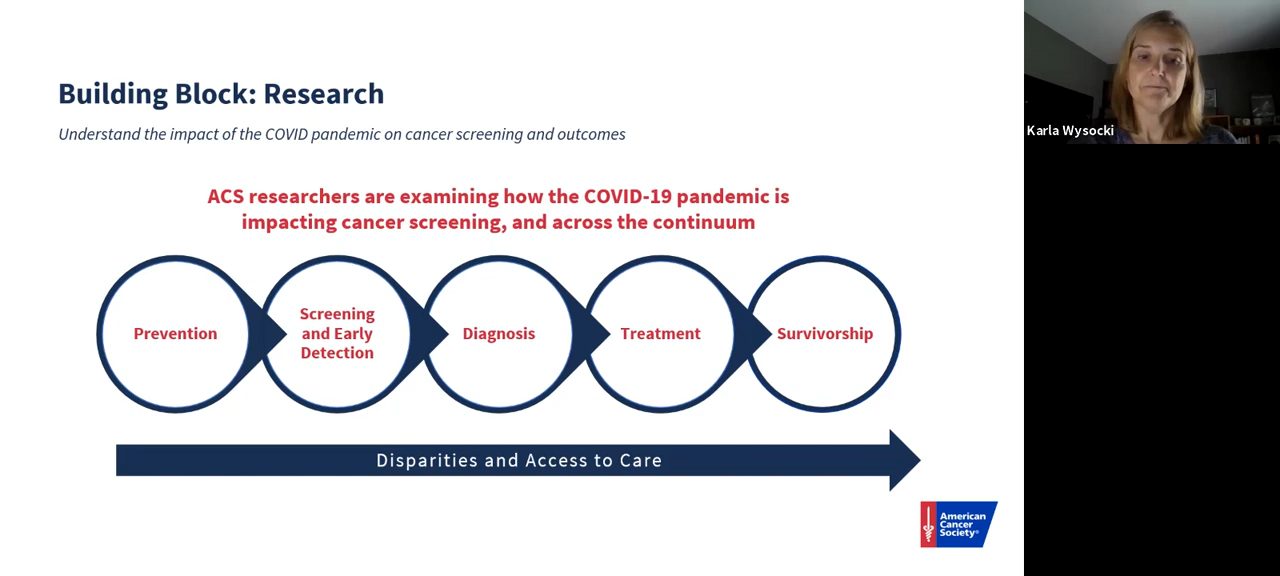 Building Block: Research
Understand the impact of the COVID pandemic on cancer screening and outcomes
ACS researchers are examining how the COVID-19 pandemic is
impacting cancer screening, and across the continuum
Prevention
Screening
and Early
Detection
Diagnosis
Treatment
Survivorship
Disparities and Access to Care
American
Cancer
Society®
Karla Wysocki